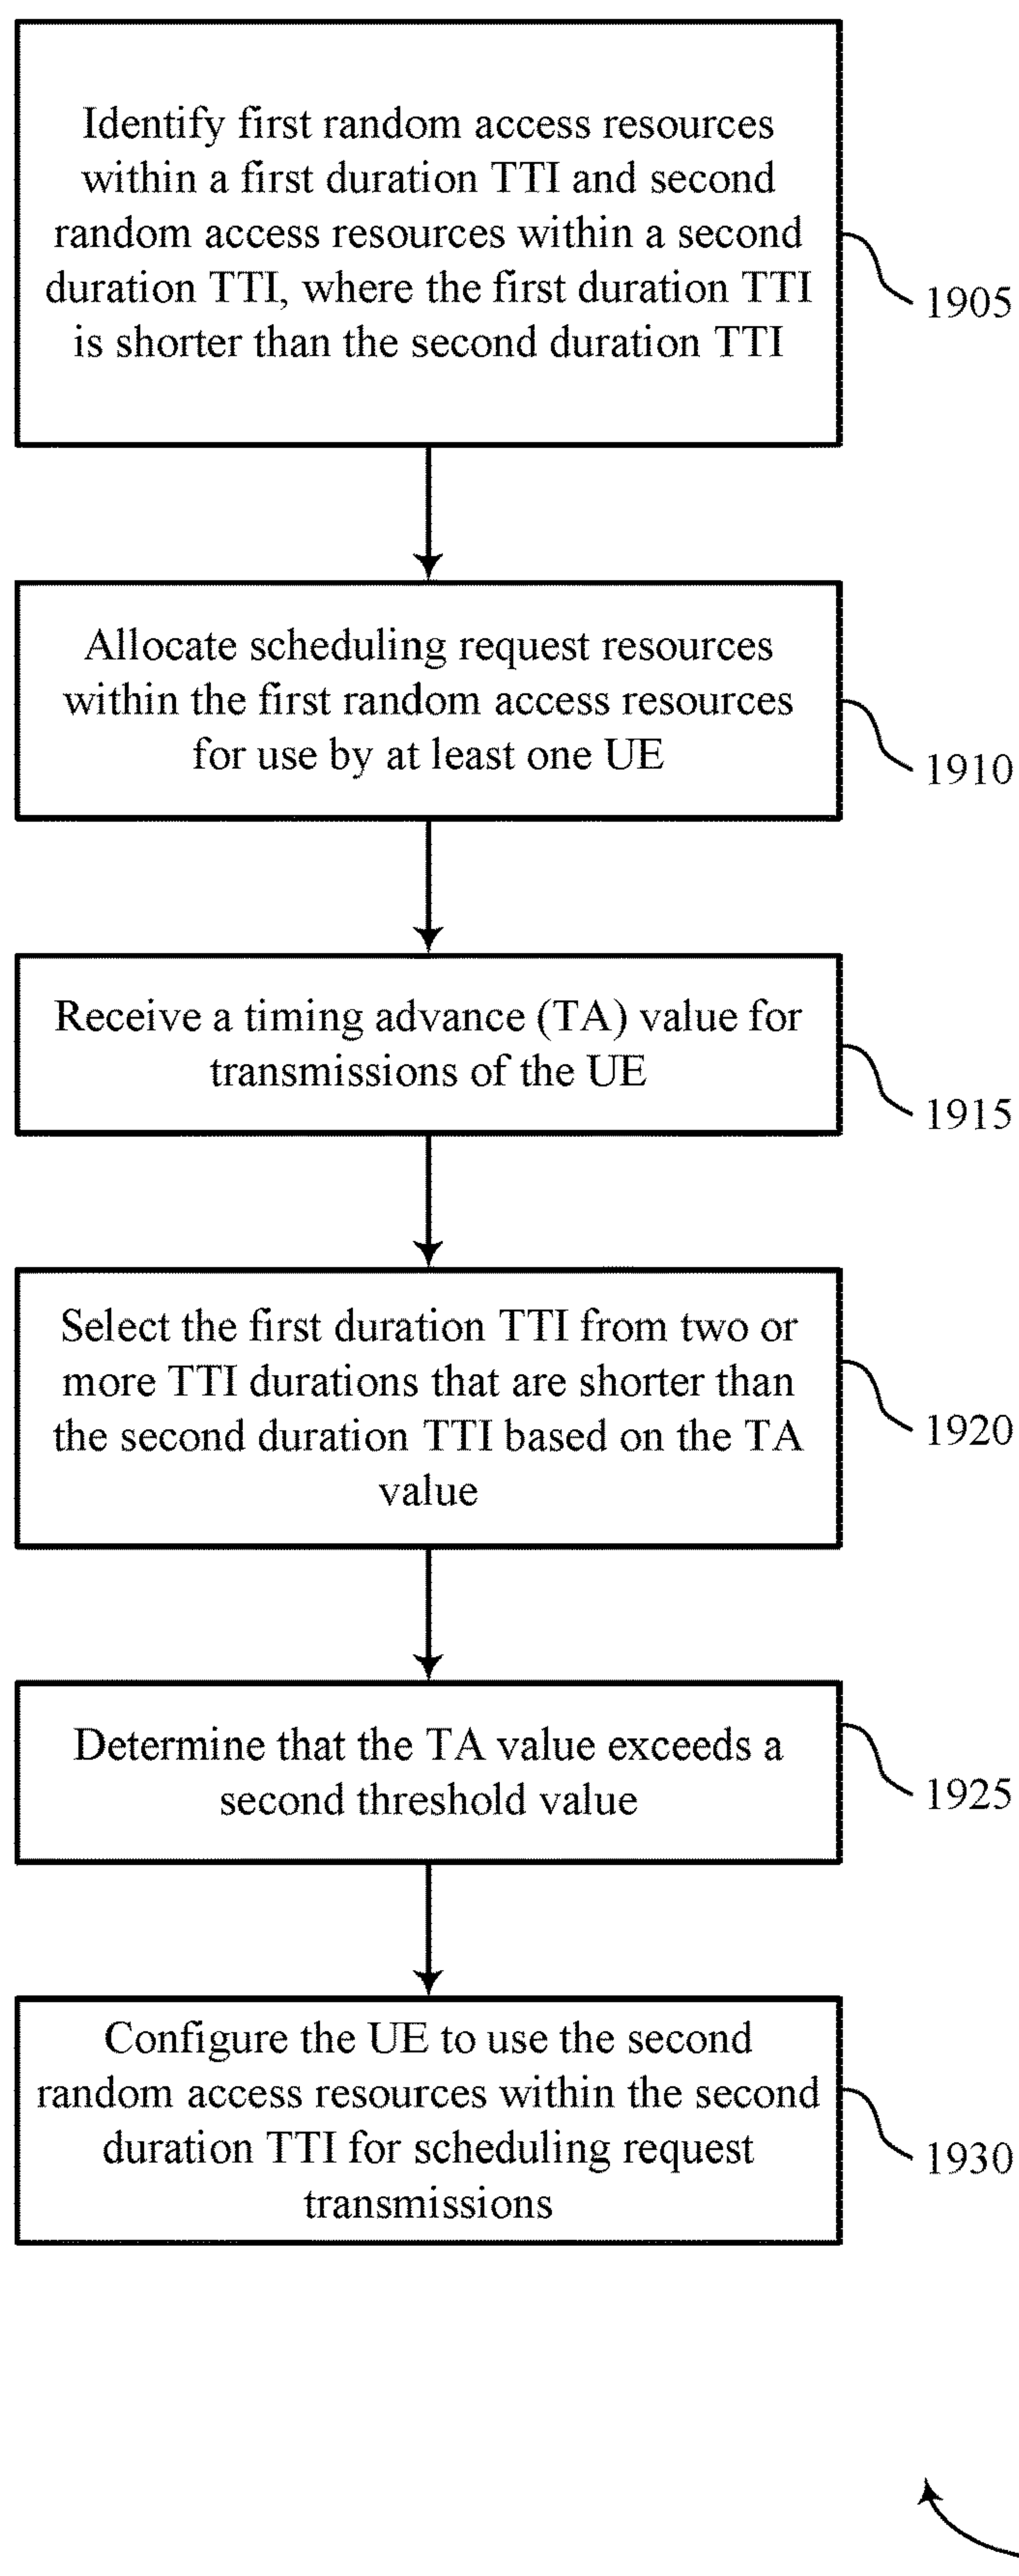 Identify first random access resources
within a first duration TTI and second
random access resources within a second
duration TTI, where the first duration TTI
is shorter than the second duration TTI
1905
Allocate scheduling request resources
within the first random access resources
for use by at least one UE
1910
Receive a timing advance (TA) value for
transmissions of the UE
1915
Select the first duration TTI from two or
more TTI durations that are shorter than
the second duration TTI based on the TA
value
1920
Determine that the TA value exceeds a
second threshold value
1925
Configure the UE to use the second
random access resources within the second
duration TTI for scheduling request
transmissions
1930